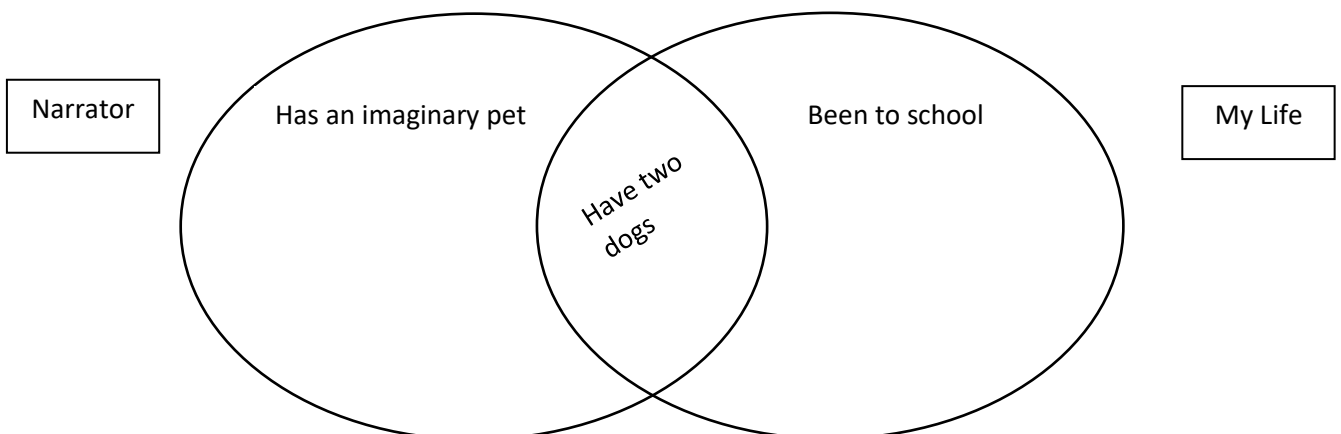 Narrator
Has an imaginary pet
Been to school
My Life
Have two
dogs